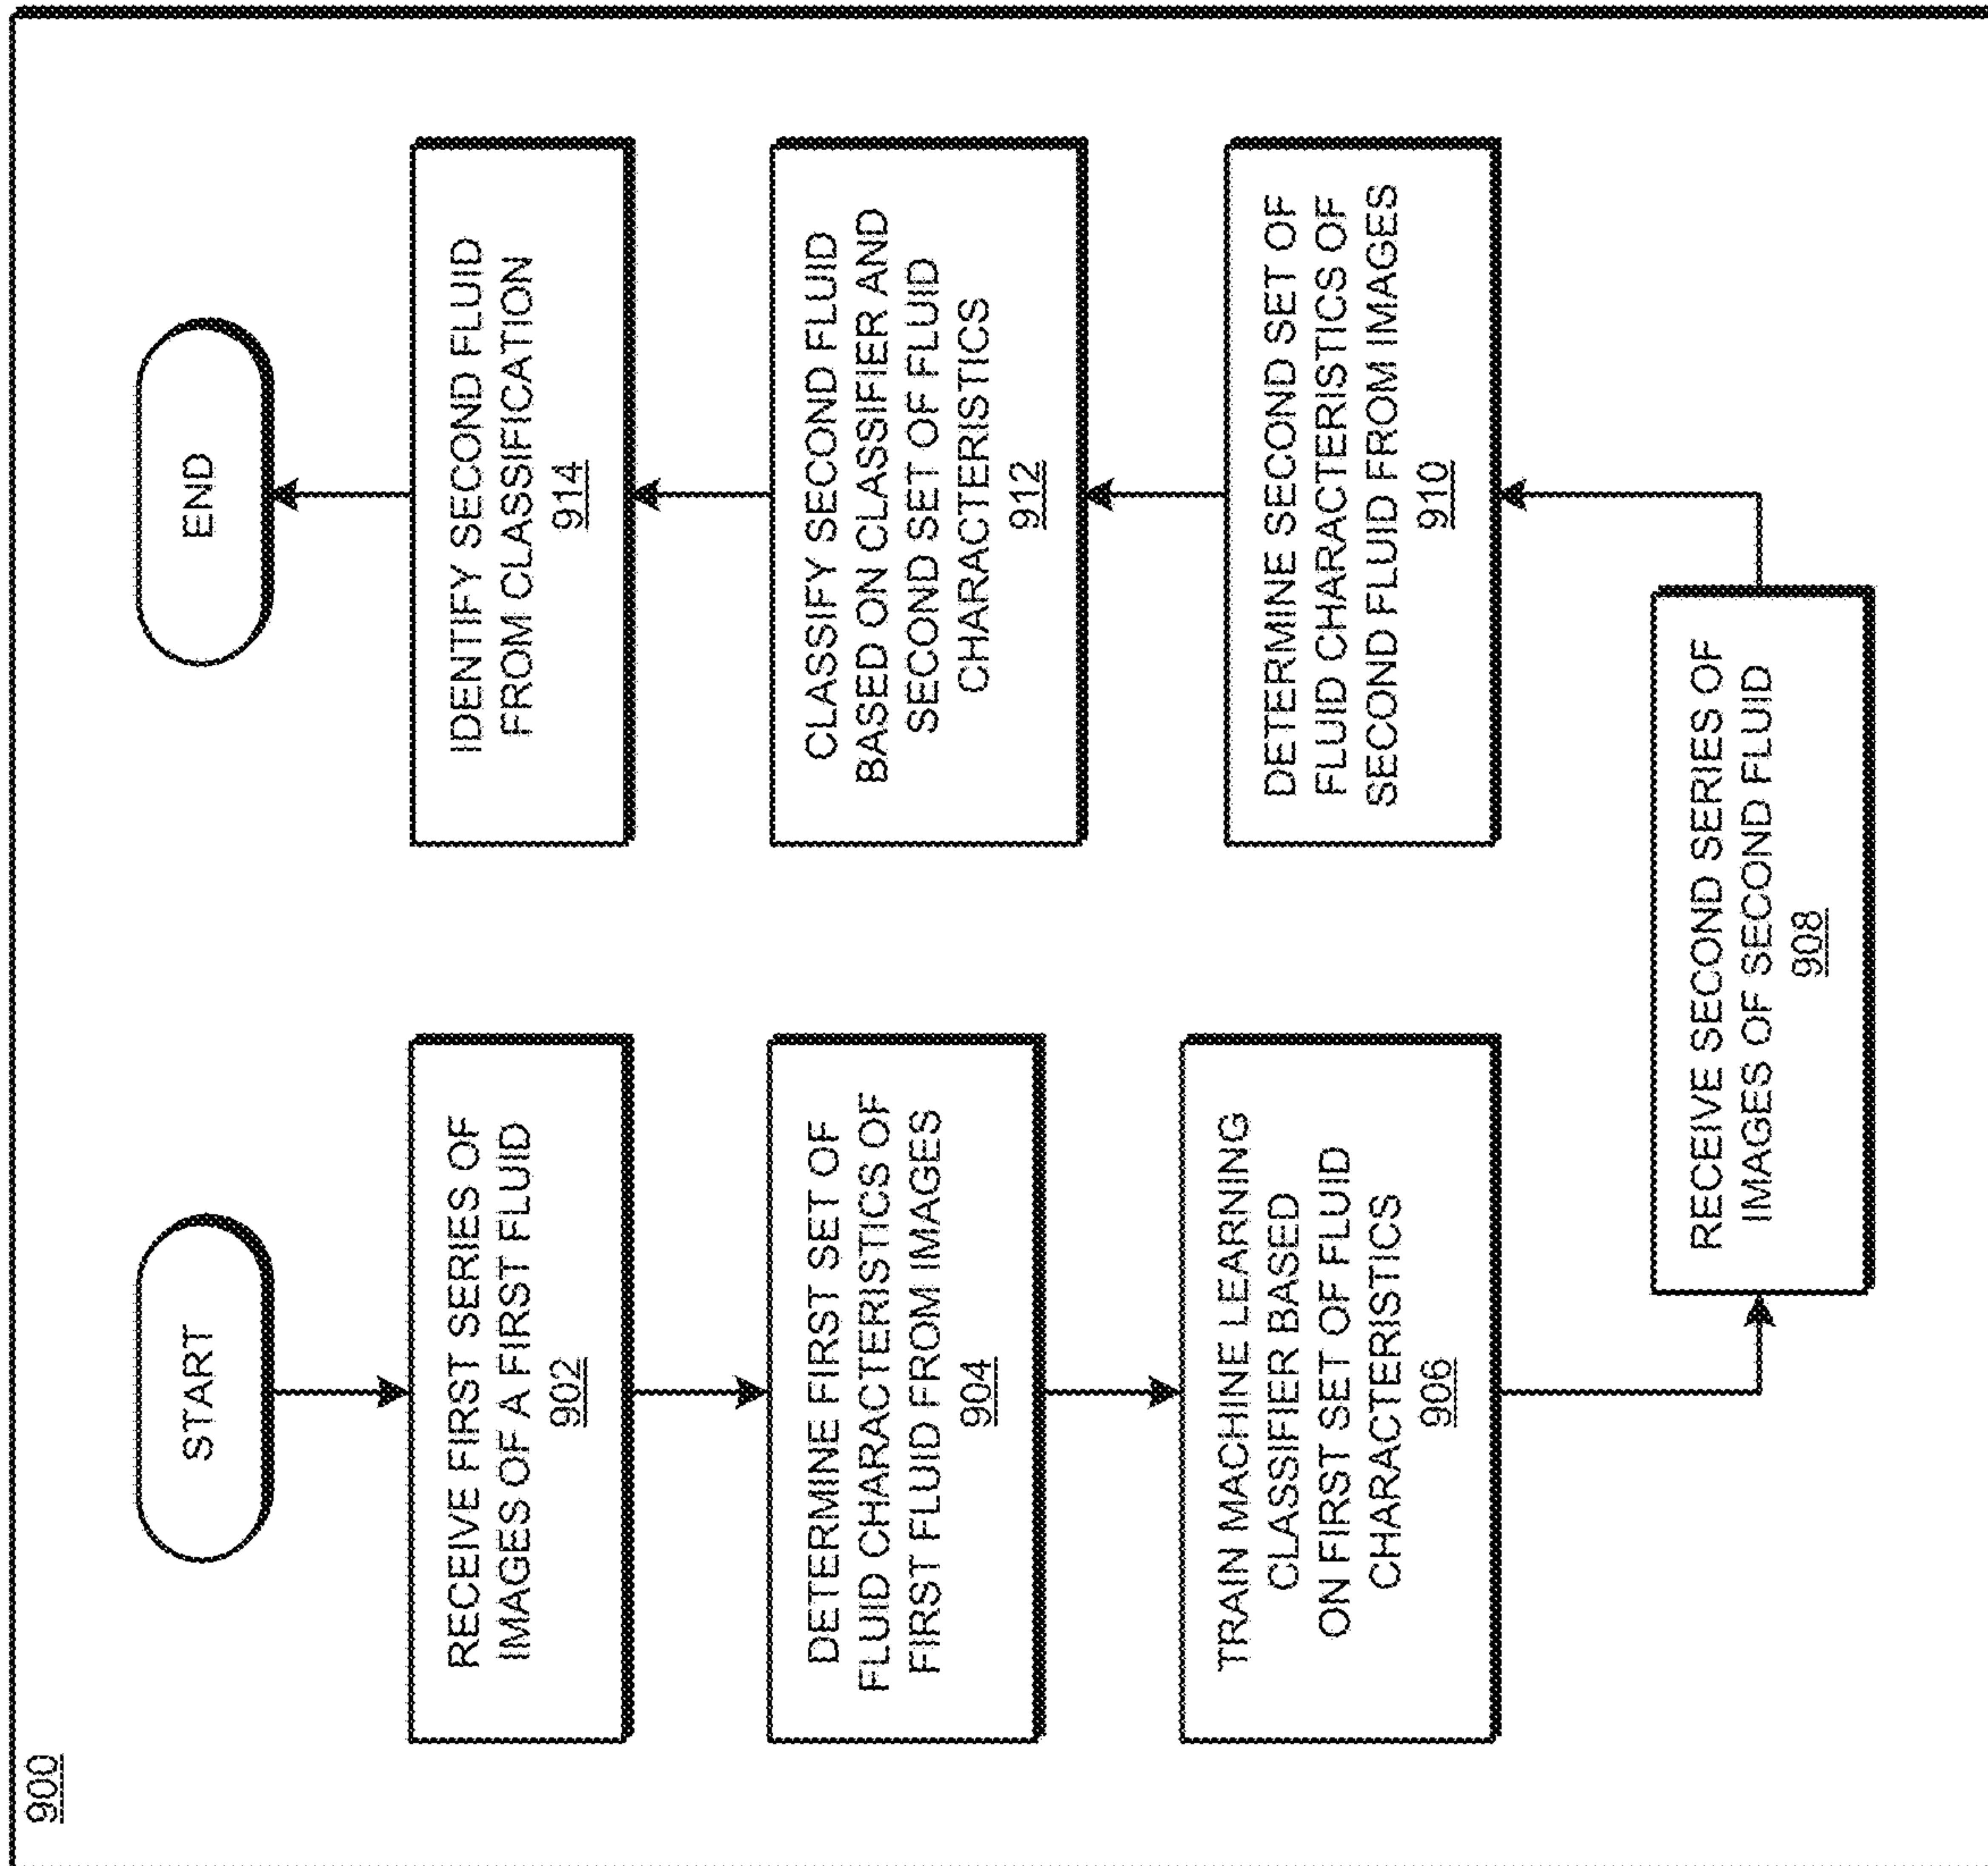 900
START
RECEIVE FIRST SERIES OF
IMAGES OF A FIRST FLUID
902
DETERMINE FIRST SET OF
FLUID CHARACTERISTICS OF
FIRST FLUID FROM IMAGES
904
TRAIN MACHINE LEARNING
CLASSIFIER BASED
ON FIRST SET OF FLUID
CHARACTERISTICS
906
RECEIVE SECOND SERIES OF
IMAGES OF SECOND FLUID
908
DETERMINE SECOND SET OF
FLUID CHARACTERISTICS OF
SECOND FLUID FROM IMAGES
910
CLASSIFY SECOND FLUID
BASED ON CLASSIFIER AND
SECOND SET OF FLUID
CHARACTERISTICS
912
IDENTIFY SECOND FLUID
FROM CLASSIFICATION
914
END